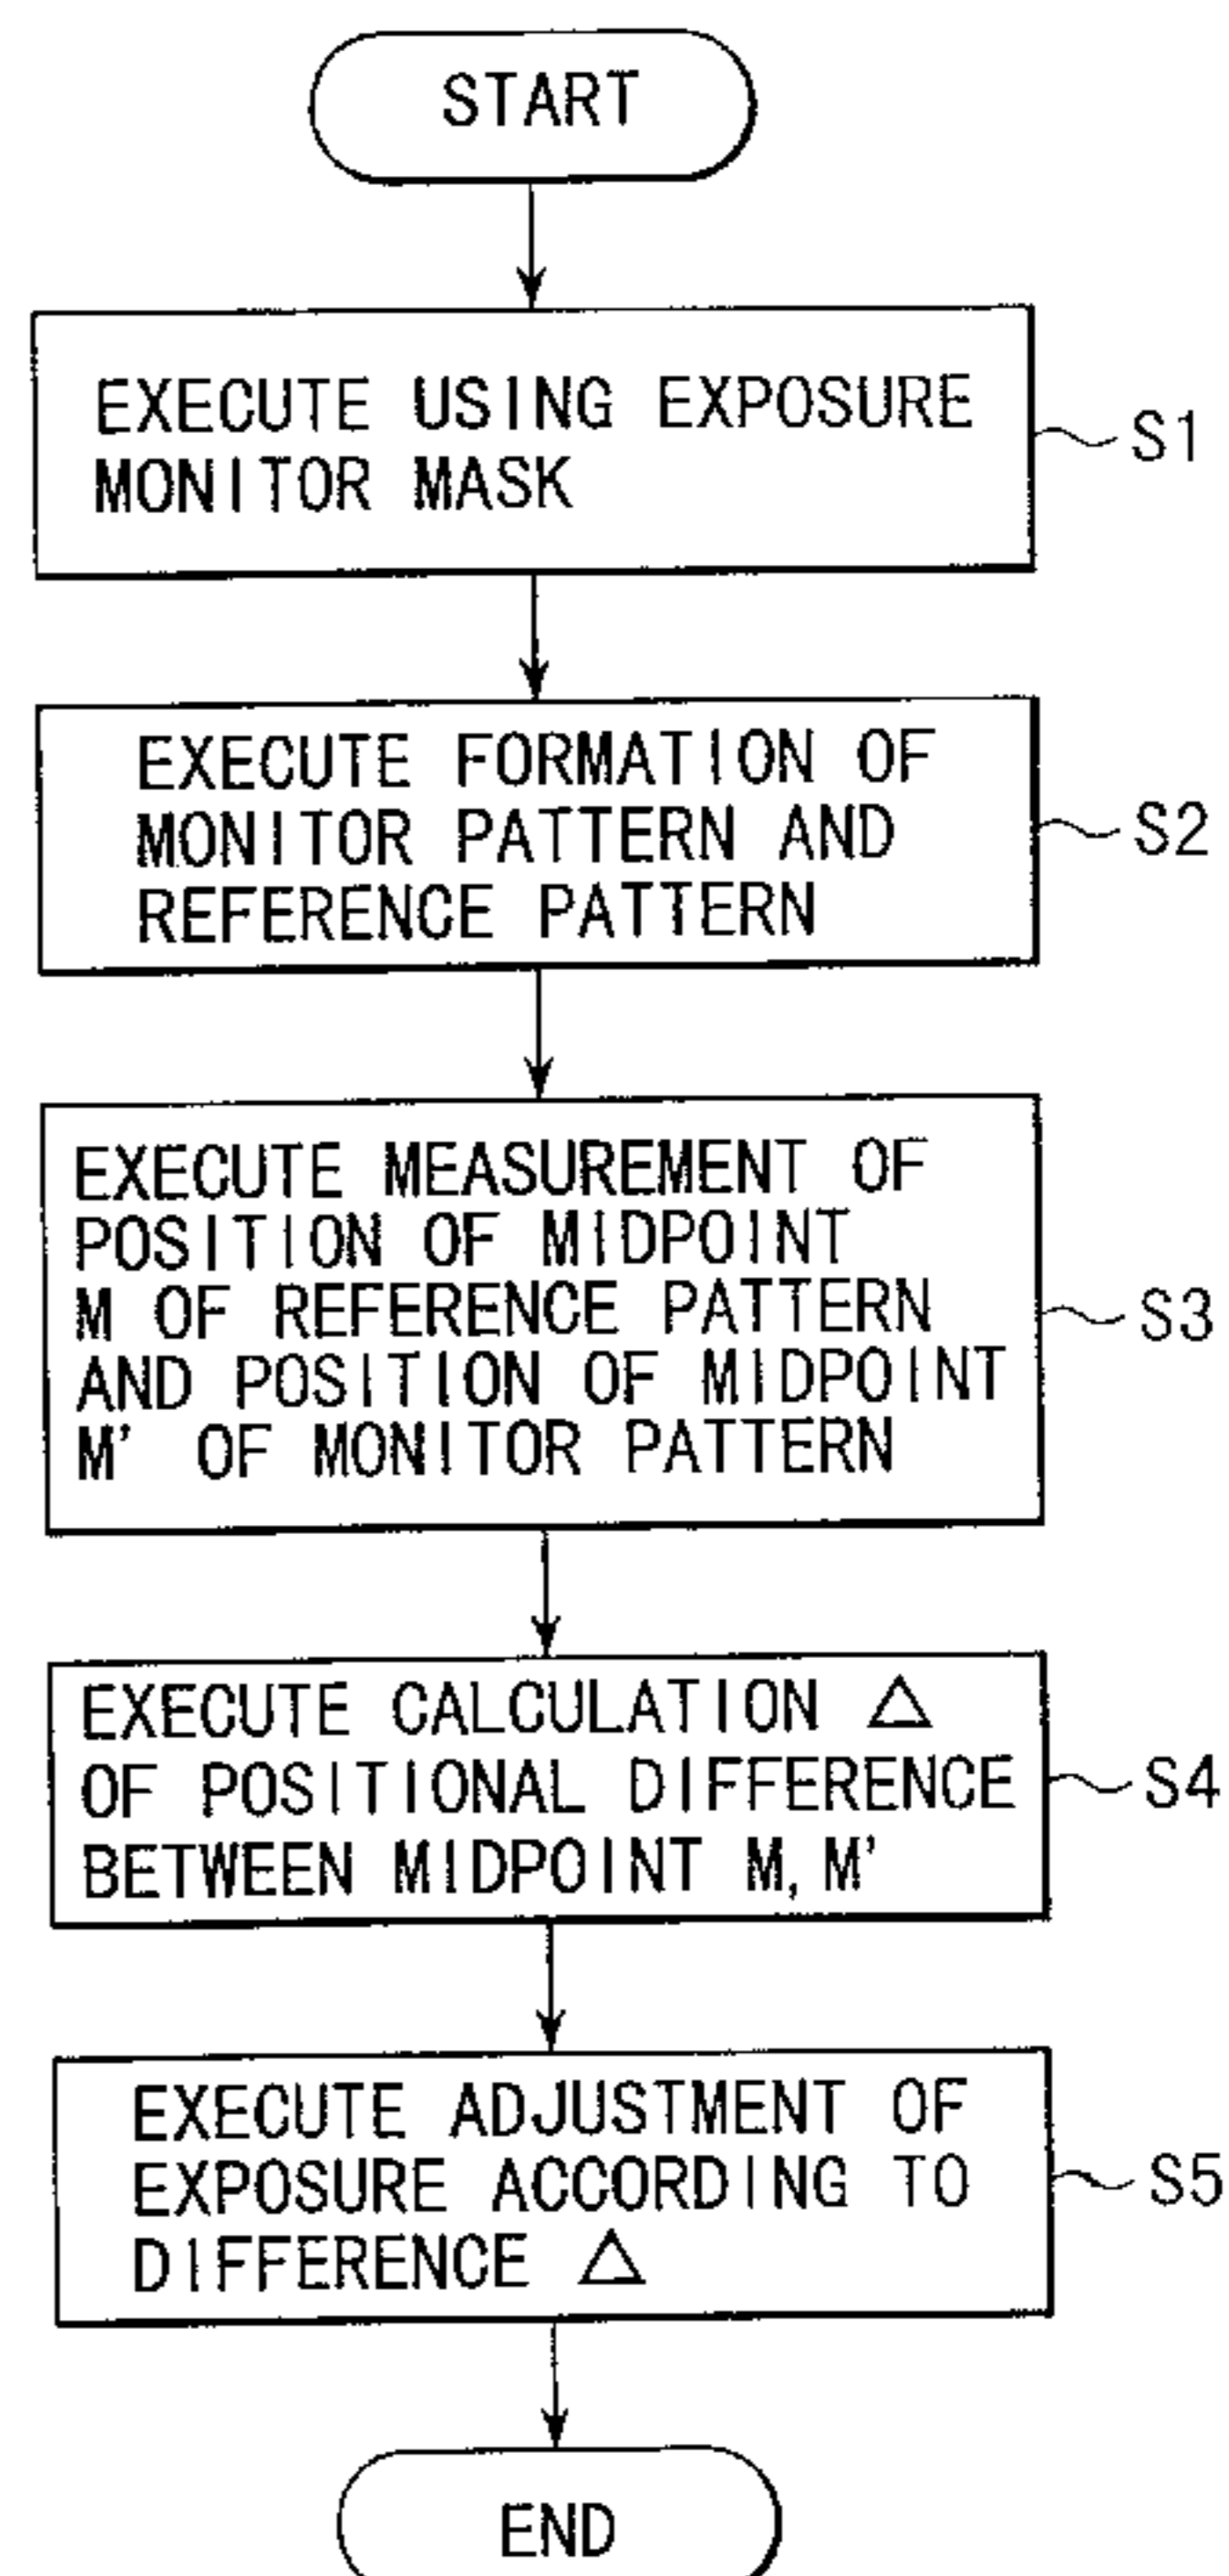 START
EXECUTE USING EXPOSURE
MONITOR MASK
S1
EXECUTE FORMATION OF
MONITOR PATTERN AND
REFERENCE PATTERN
S2
EXECUTE MEASUREMENT OF
POSITION OF MIDPOINT
M OF REFERENCE PATTERN
AND POSITION OF MIDPOINT
M' OF MONITOR PATTERN
S3
EXECUTE CALCULATION △
OF POSITIONAL DIFFERENCE
BETWEEN MIDPOINT M, M'
S4
EXECUTE ADJUSTMENT OF
EXPOSURE ACCORDING TO
DIFFERENCE △
S5
END